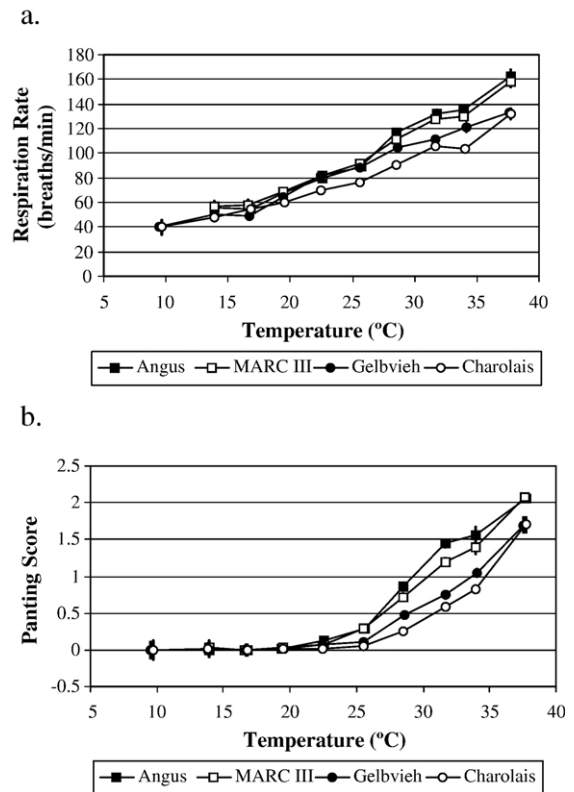 a.
Respiration Rate
(breaths/min)
180
160
140
120
100
80
60
40
20
0
5 10 15 20 25 30 35 40
Temperature (ºC)
Angus MARC III Gelbvieh Charolais
b.
Panting Score
2.5
2
1.5
1
0.5
0
-0.5
5 10 15 20 25 30 35 40
Temperature (ºC)
Angus MARC III Gelbvieh Charolais